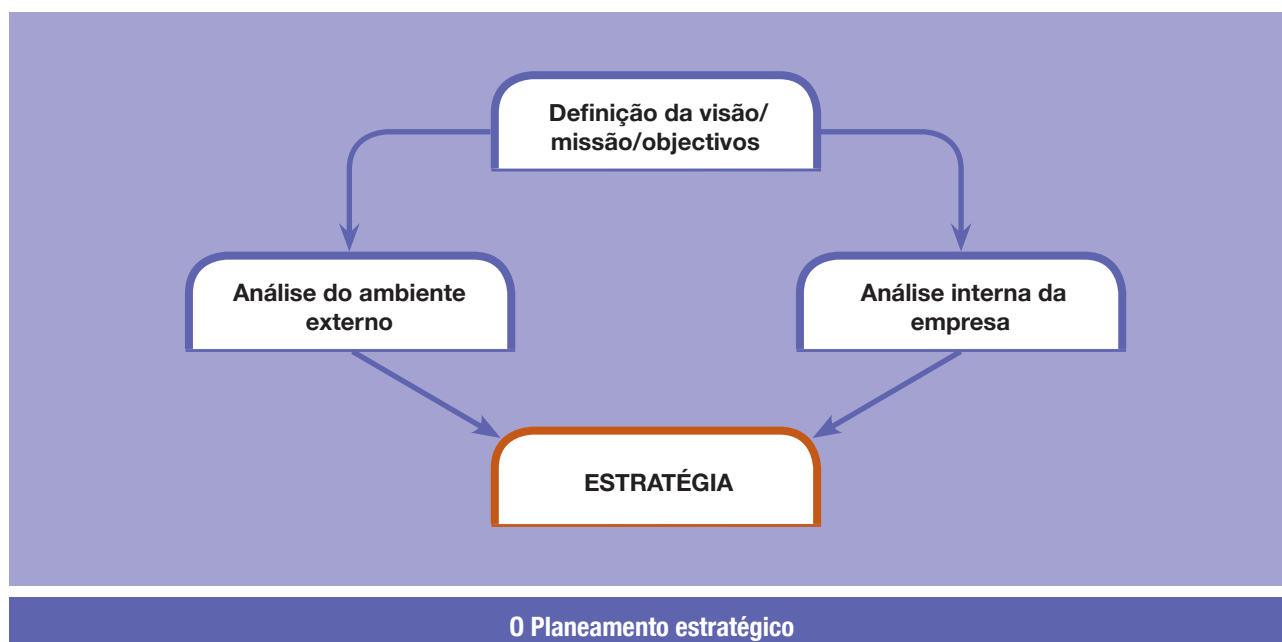 Definição da visão/
missão/objectivos
Análise do ambiente
externo
Análise interna da
empresa
ESTRATÉGIA
O Planeamento estratégico